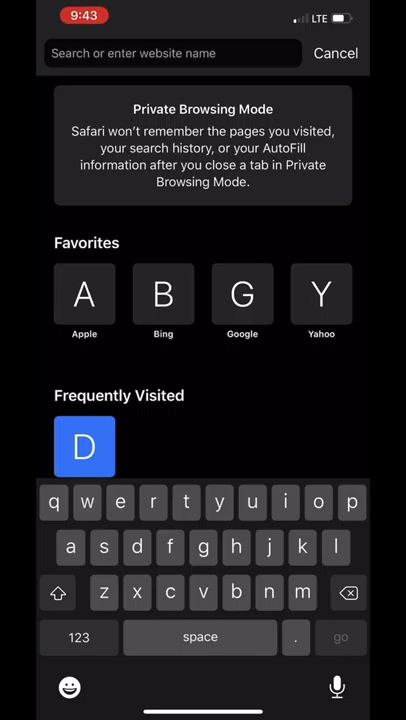 9:43
LTE
Search or enter website name
Cancel
Private Browsing Mode
Safari won't remember the pages you visited,
your search history, or your AutoFill
information after you close a tab in Private
Browsing Mode.
Favorites
A B G Y
Apple Bing Google Yahoo
Frequently Visited
D
q w e r t y u i o p
a s d f g h j k l
z x c v b n m
123 space . go